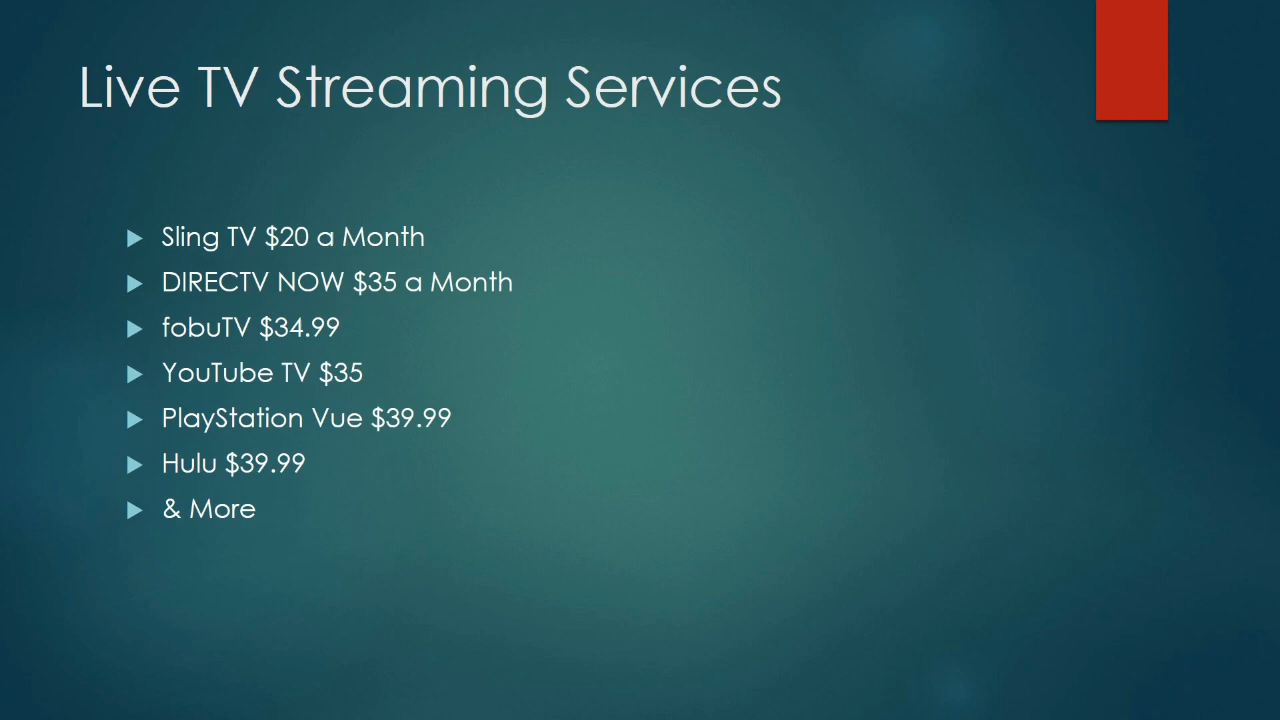 Live TV Streaming Services
Sling TV $20 a Month
DIRECTV NOW $35 a Month
fobuTV $34.99
YouTube TV $35
PlayStation Vue $39.99
Hulu $39.99
& More